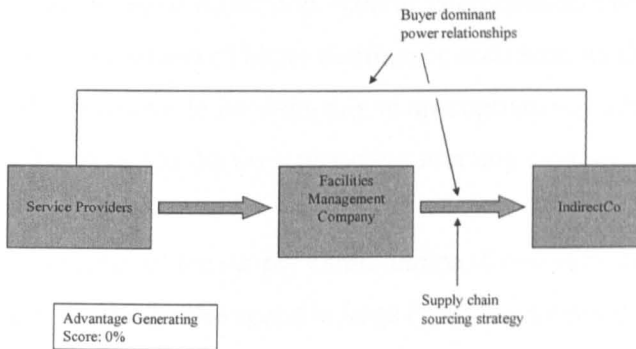 Buyer dominant
power relationships
Service Providers
Facilities
Management
Company
IndirectCo
Supply chain
sourcing strategy
Advantage Generating
Score: 0%